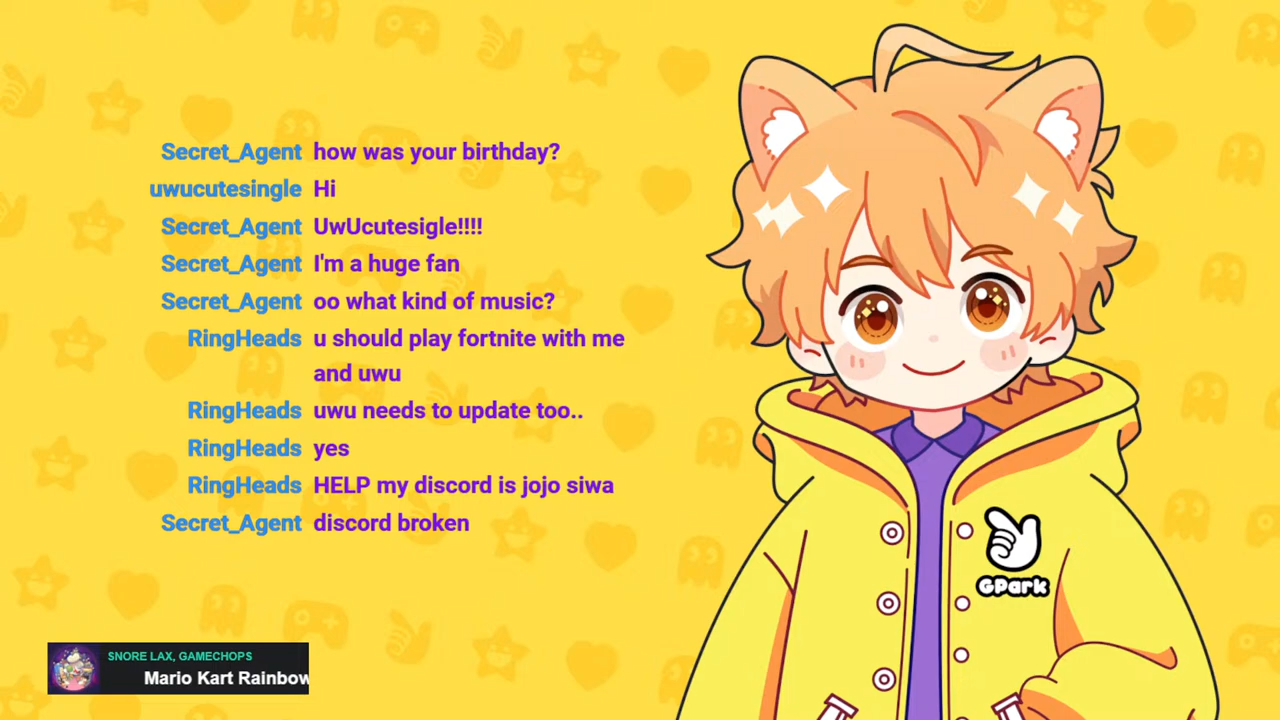 Secret_Agent how was your birthday?
uwucutesingle Hi
Secret_Agent UwUcutesigle!!!!
Secret_Agent I'm a huge fan
Secret_Agent oo what kind of music?
RingHeads u should play fortnite with me
and uwu
RingHeads uwu needs to update too..
RingHeads yes
RingHeads HELP my discord is jojo siwa
Secret_Agent discord broken
GPark
SNORE LAX, GAMECHOPS
Mario Kart Rainbow